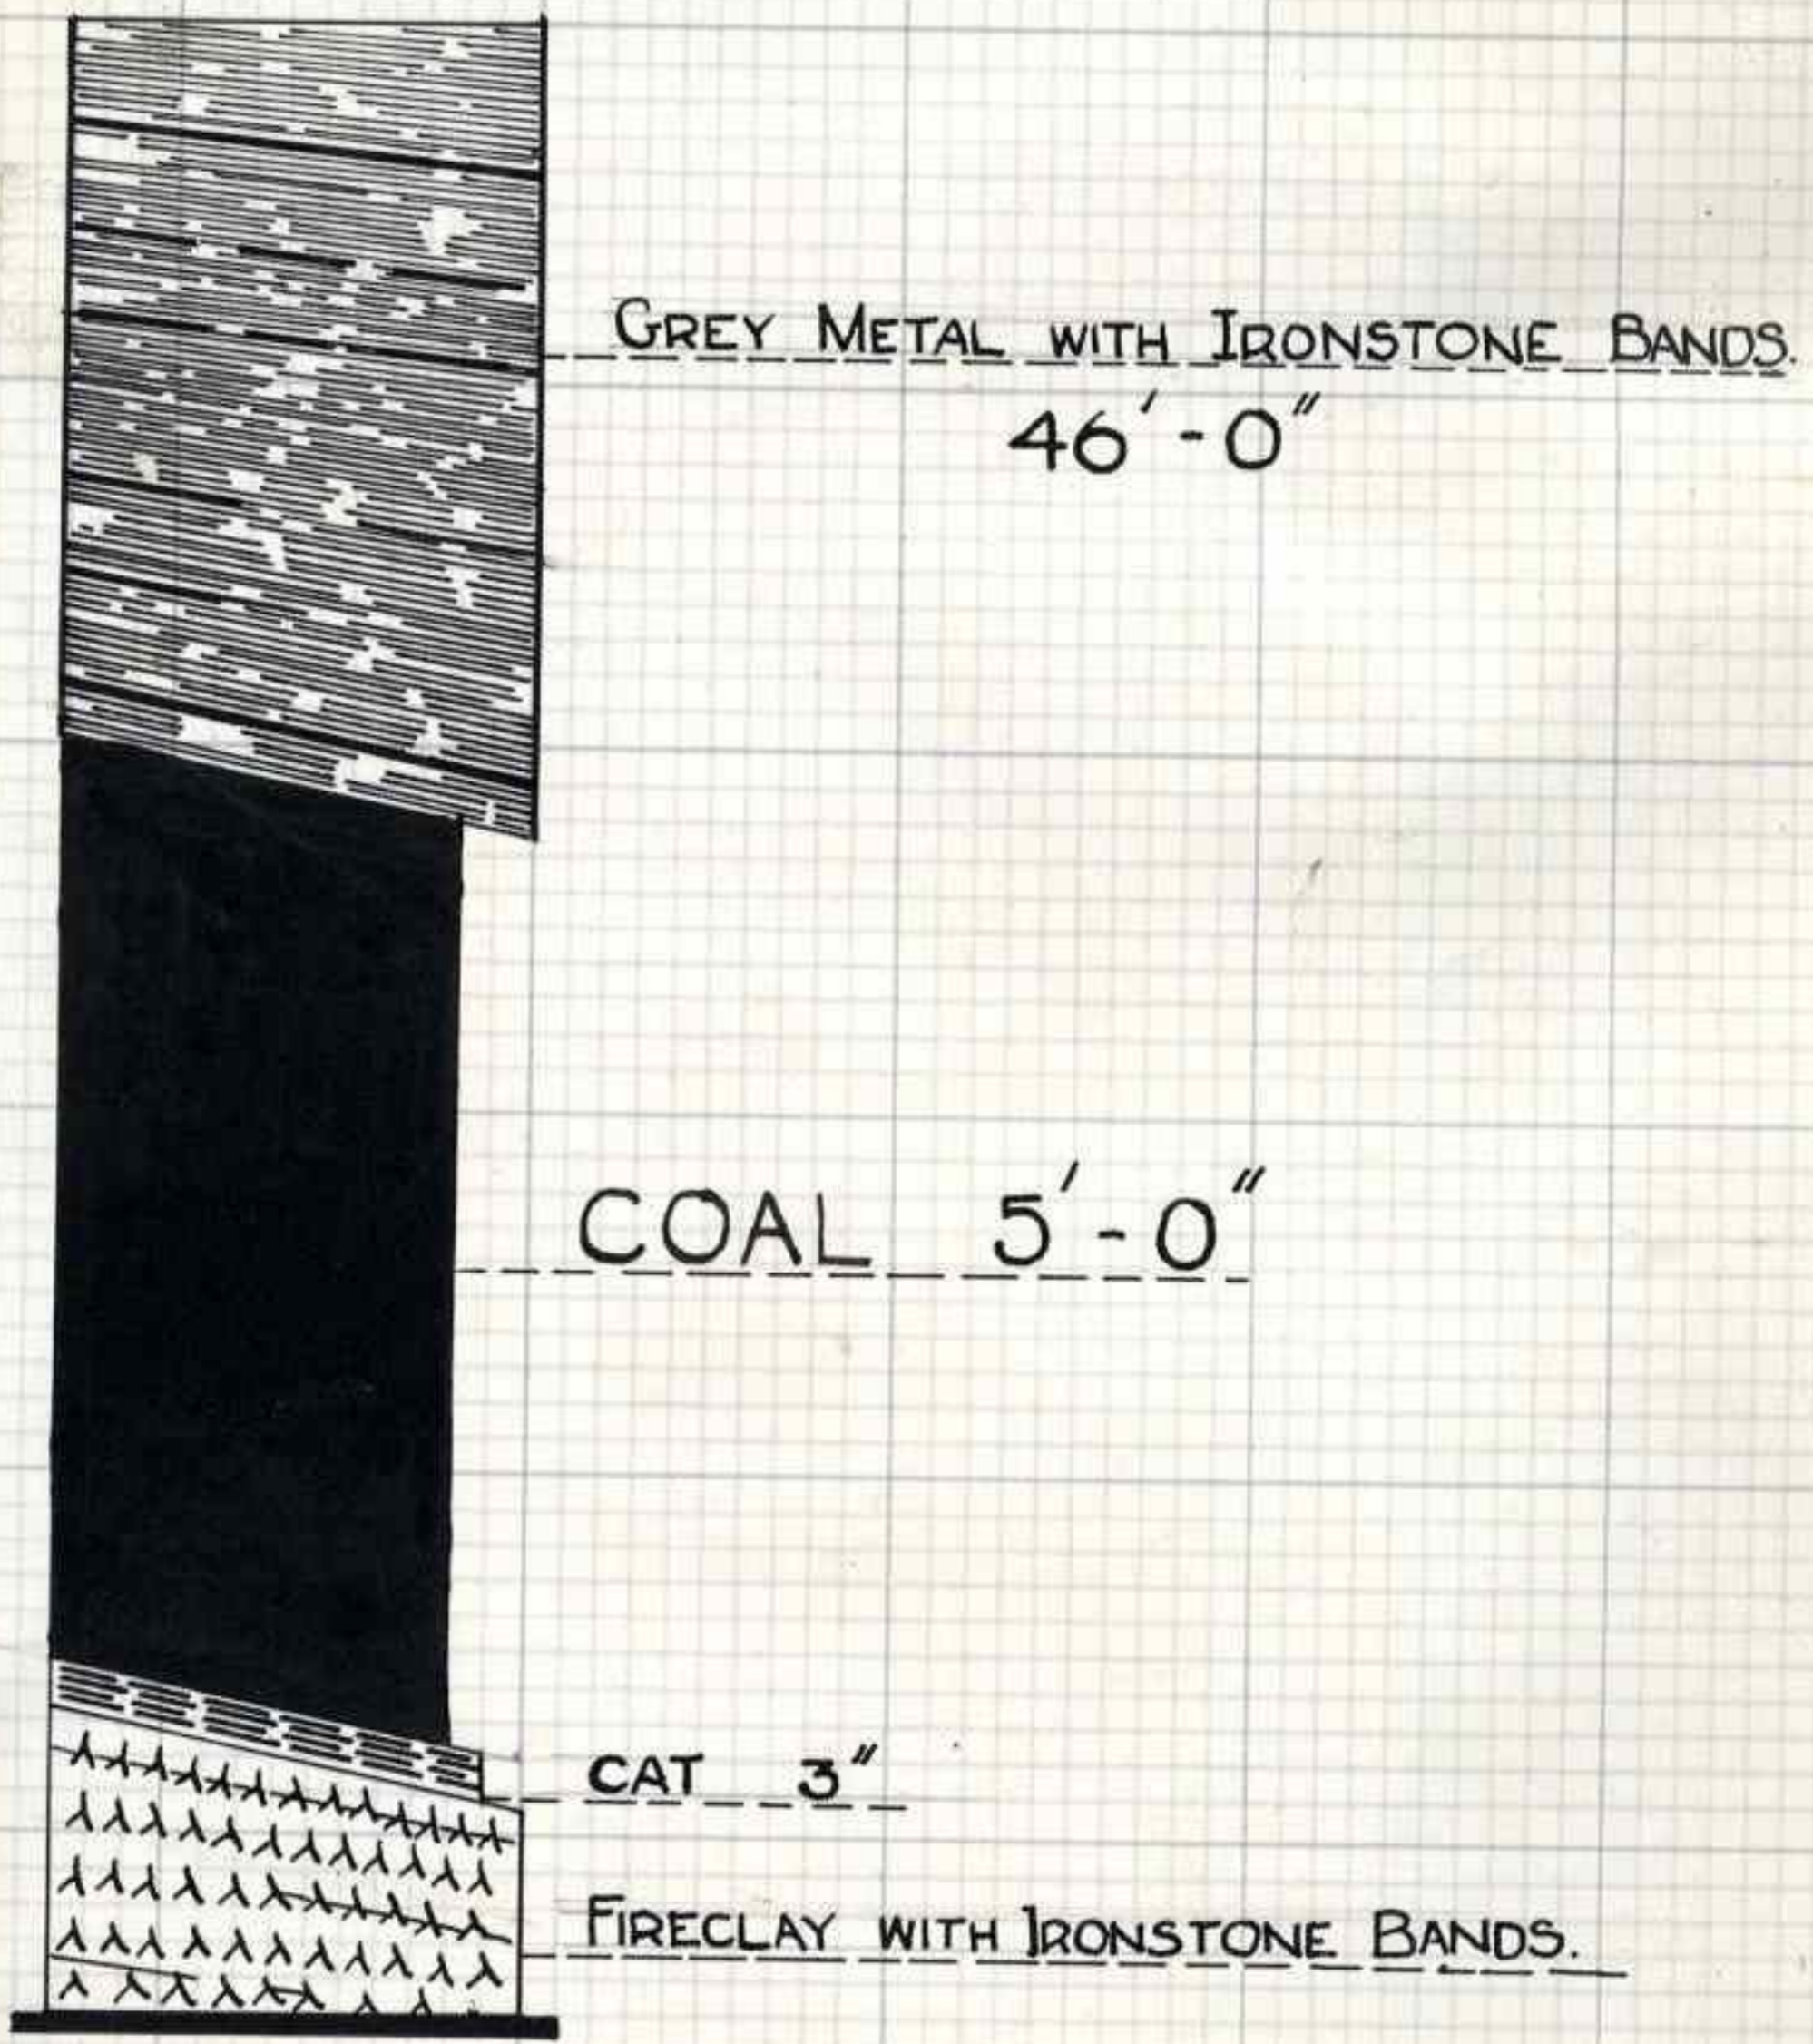 GREY METAL WITH IRONSTONE BANDS.
46'-0"
COAL 5'-0"
CAT 3"
FIRECLAY WITH IRONSTONE BANDS.